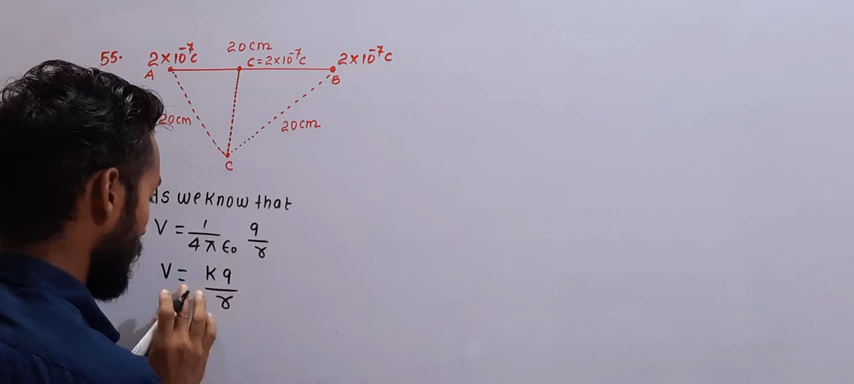 55.
2×10⁻⁷C 20cm 2×10⁻⁷C
C=2×10⁻⁷C
A B
20cm 20cm
C
As we know that
V = 1/4πε₀ q/r
V = Kq/r